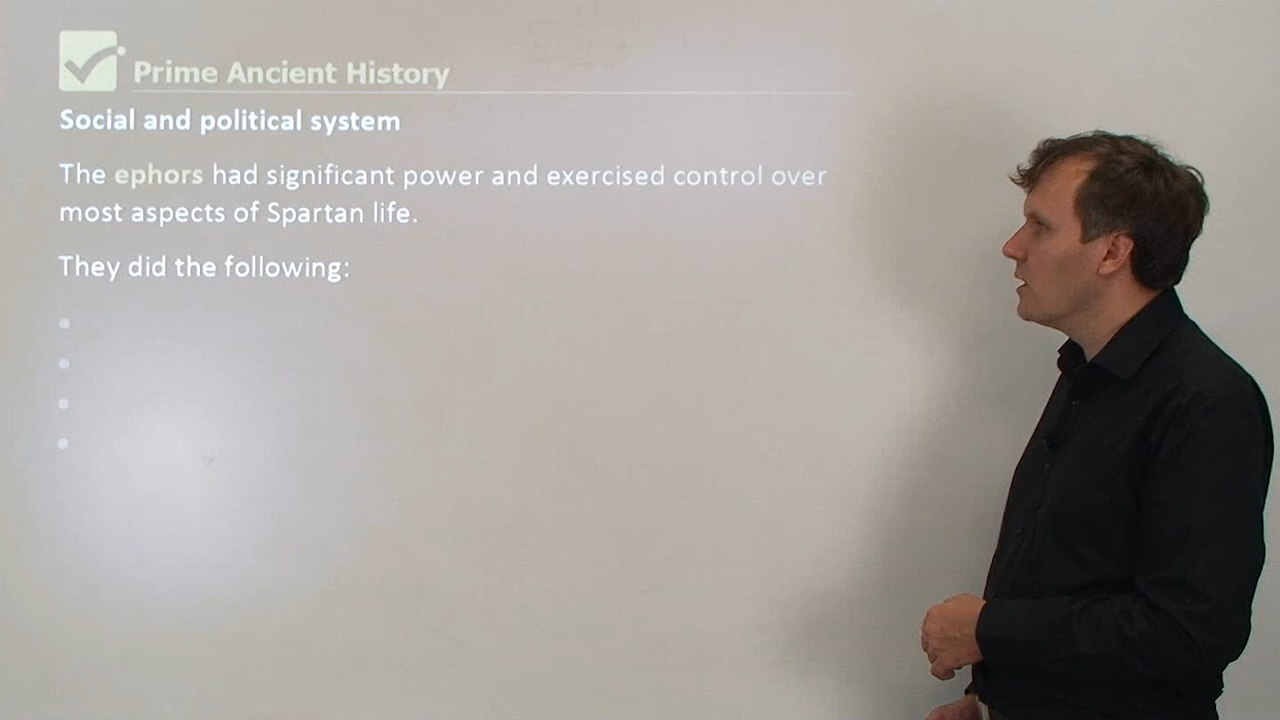 Prime Ancient History
Social and political system
The ephors had significant power and exercised control over
most aspects of Spartan life.
They did the following: